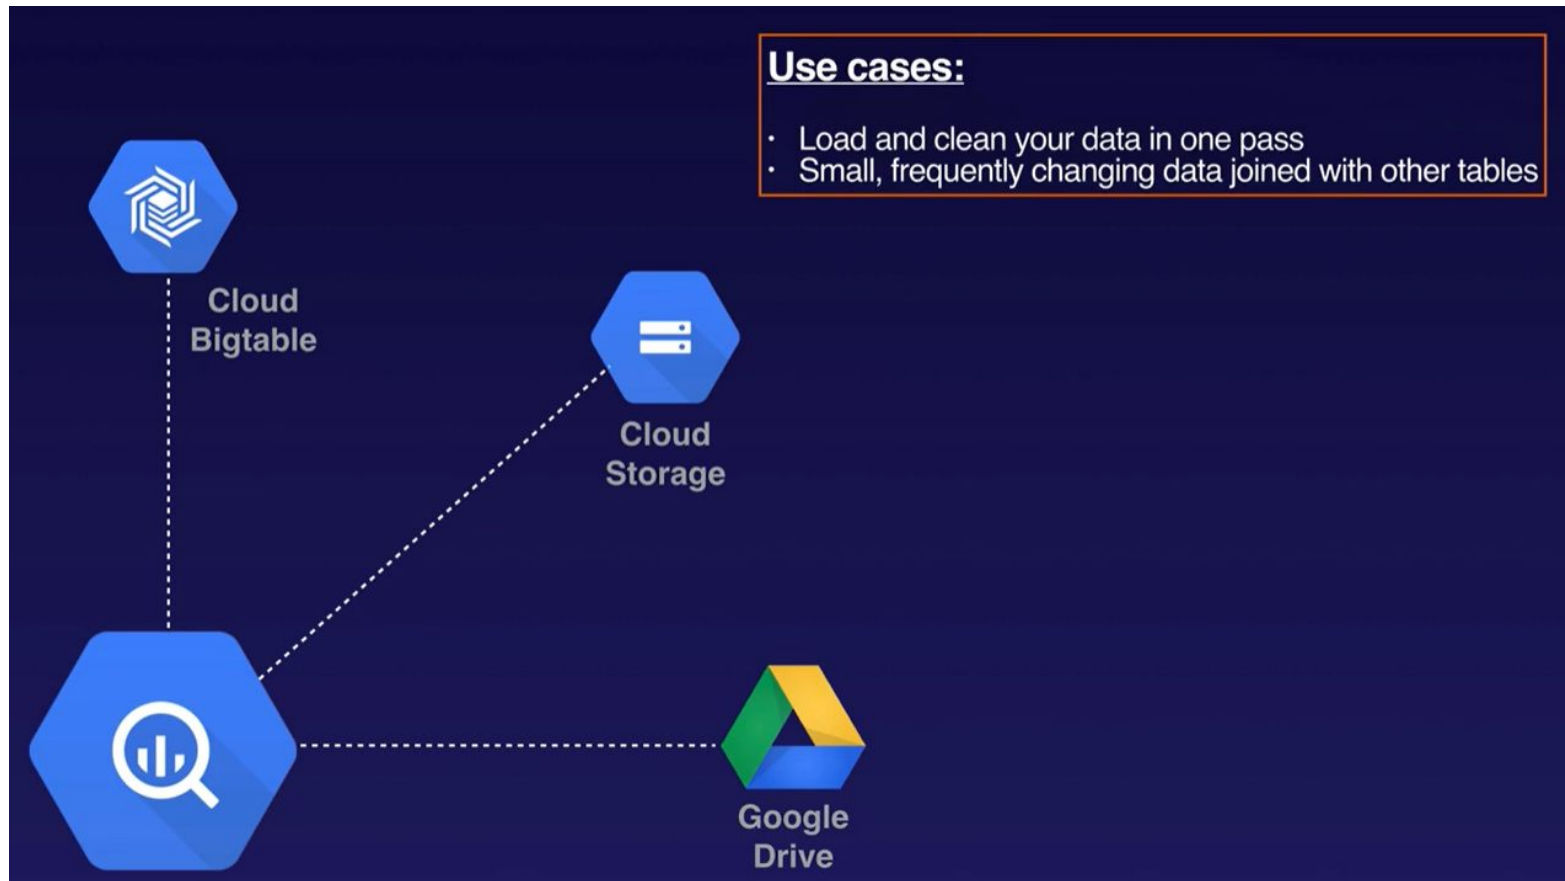 Use cases:
· Load and clean your data in one pass
· Small, frequently changing data joined with other tables
Cloud
Bigtable
Cloud
Storage
Google
Drive